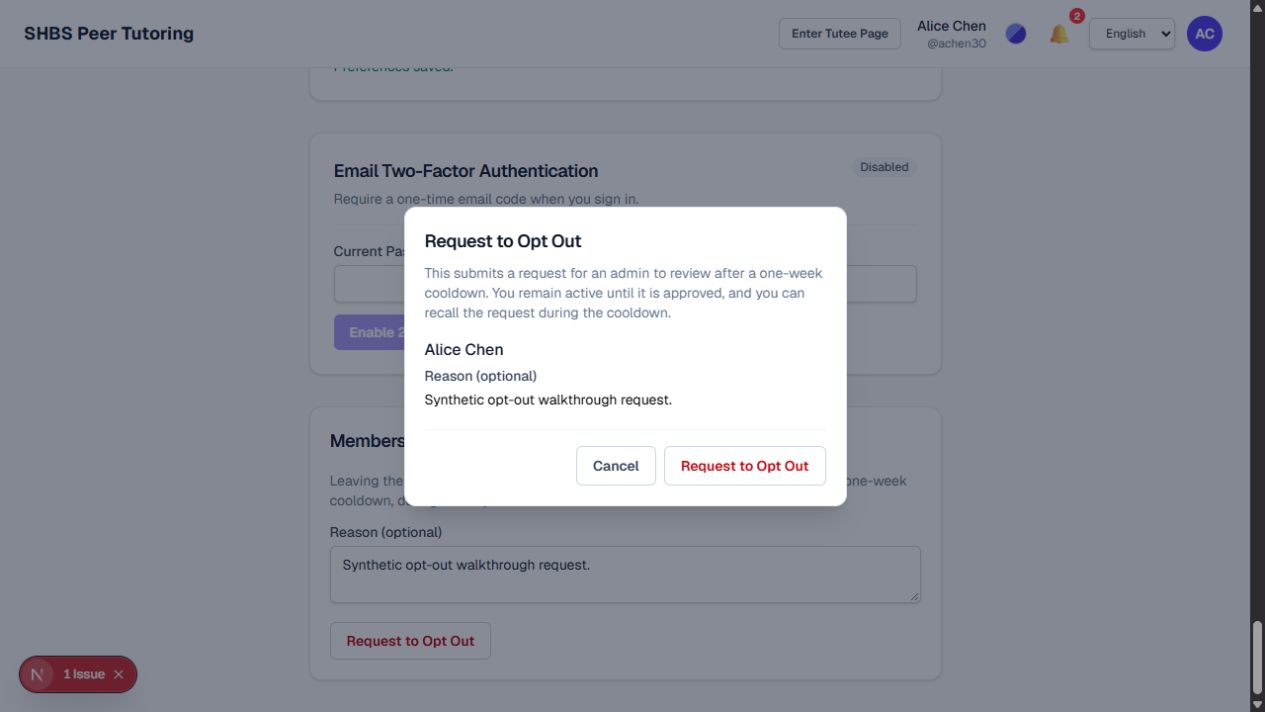 SHBS Peer Tutoring
Enter Tutee Page
Alice Chen
@achen30
2
English
AC
Preferences saved.
Email Two-Factor Authentication
Disabled
Require a one-time email code when you sign in.
Current Pas
Enable 2
Request to Opt Out
This submits a request for an admin to review after a one-week
cooldown. You remain active until it is approved, and you can
recall the request during the cooldown.
Alice Chen
Reason (optional)
Synthetic opt-out walkthrough request.
Cancel
Request to Opt Out
Members
Leaving the
one-week
cooldown, d
Reason (optional)
Synthetic opt-out walkthrough request.
Request to Opt Out
N
1 Issue